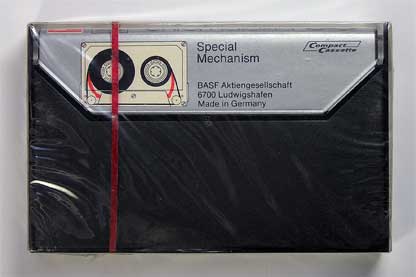 Special
Mechanism
Compact
Cassette
BASF Aktiengesellschaft
6700 Ludwigshafen
Made in Germany